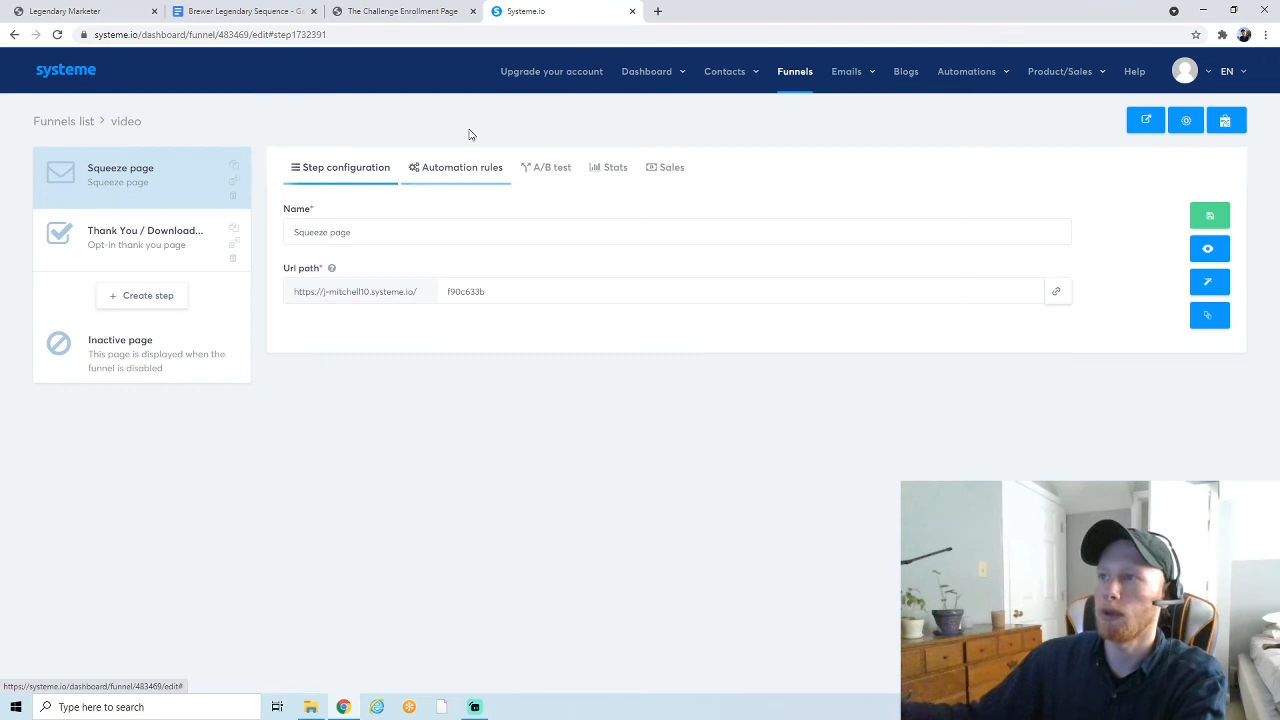 Legendary Marketer
Brewer Legendary Sequence - Go
The Challenge Enrollment Page
Systeme.io
systeme.io/dashboard/funnel/483469/edit#step1732391
systeme
Upgrade your account
Dashboard
Contacts
Funnels
Emails
Blogs
Automations
Product/Sales
Help
EN
Funnels list > video
Squeeze page
Squeeze page
Thank You / Download...
Opt-in thank you page
+ Create step
Inactive page
This page is displayed when the
funnel is disabled
Step configuration
Automation rules
A/B test
Stats
Sales
Name*
Squeeze page
Url path*
https://j-mitchell10.systeme.io/
f90c633b
https://systeme.io/dashboard/funnel/483469/edit#
Type here to search